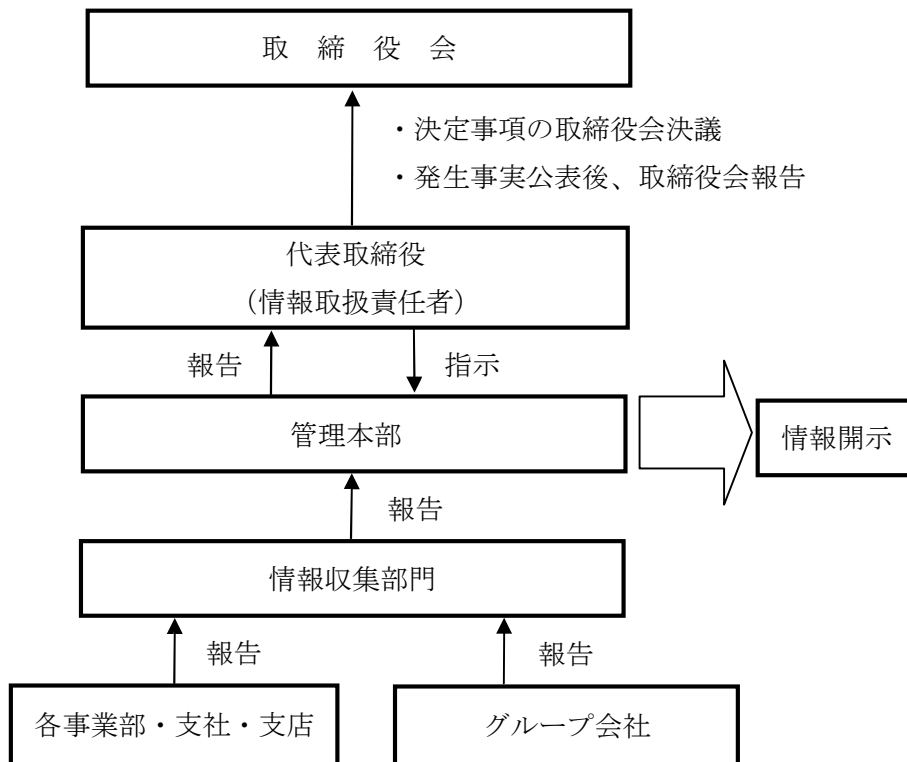 取　締　役　会
・決定事項の取締役会決議
・発生事実公表後、取締役会報告
代表取締役
（情報取扱責任者）
報告
指示
管理本部
情報開示
報告
情報収集部門
報告
報告
各事業部・支社・支店
グループ会社